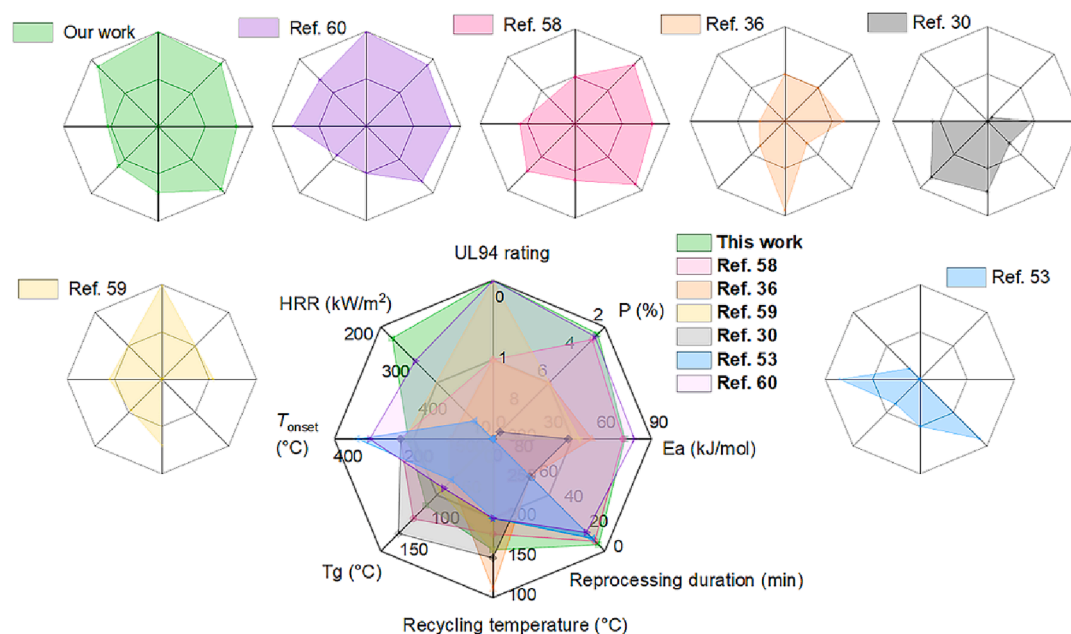 Our work
Ref. 60
Ref. 58
Ref. 36
Ref. 30
Ref. 59
Ref. 53
UL94 rating
HRR (kW/m²)
P (%)
This work
Ref. 58
Ref. 36
Ref. 59
Ref. 30
Ref. 53
Ref. 60
0
2
200
4
1
6
300
8
400
30
60
90
Ea (kJ/mol)
Tonset
(°C)
400
200
80
60
40
20
0
Reprocessing duration (min)
100
150
Tg (°C)
200
150
100
Recycling temperature (°C)